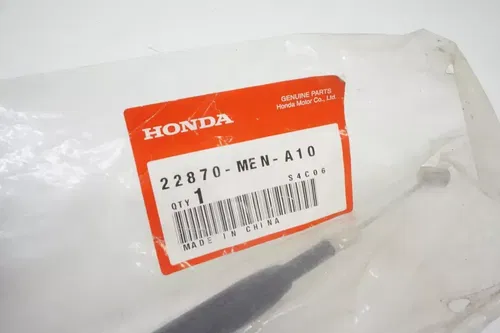 GENUINE PARTS
Honda Motor Co., Ltd.
HONDA
22870-MEN-A10
QTY 1
S4C06
MADE IN CHINA